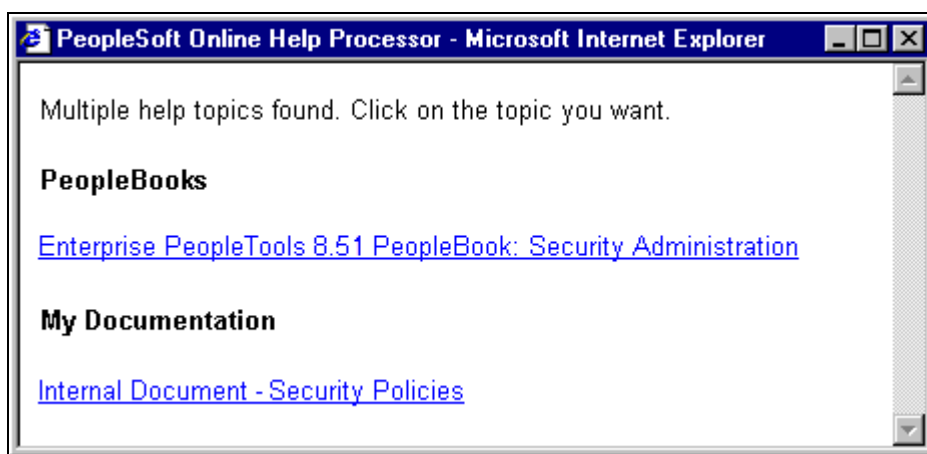 PeopleSoft Online Help Processor - Microsoft Internet Explorer
Multiple help topics found. Click on the topic you want.
PeopleBooks
Enterprise PeopleTools 8.51 PeopleBook: Security Administration
My Documentation
Internal Document - Security Policies